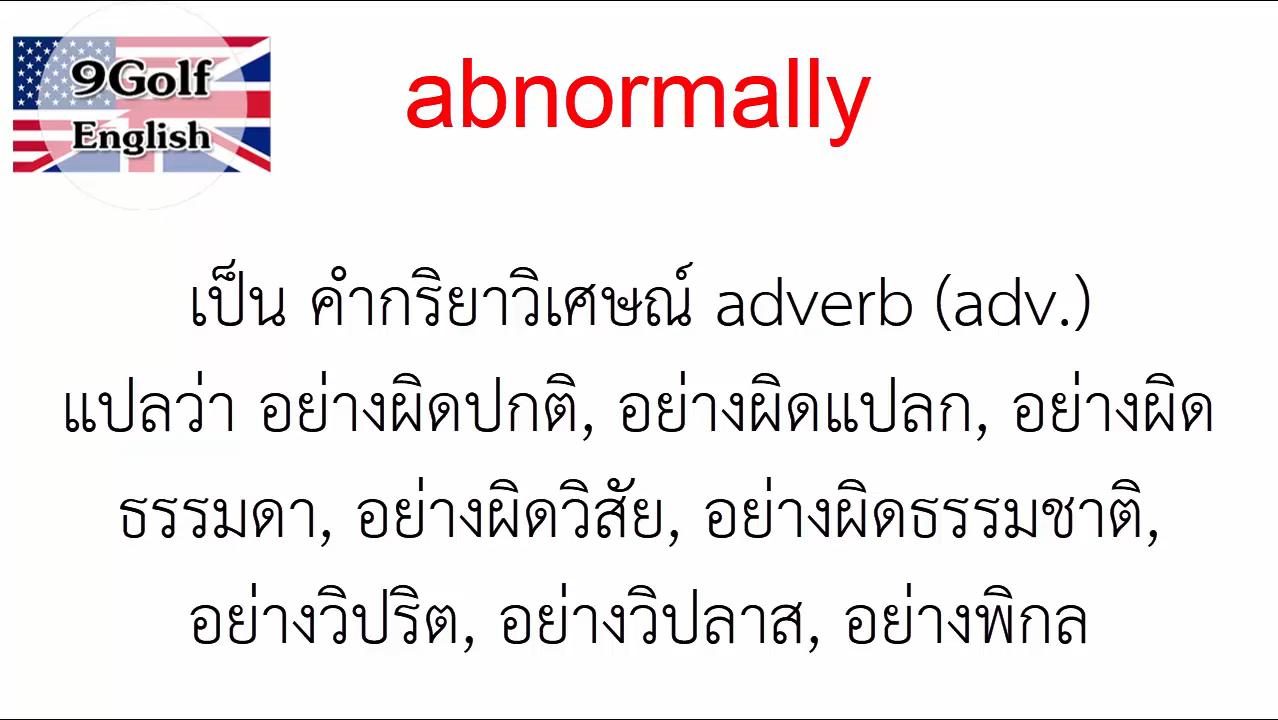 9Golf
English
abnormally
เป็น คำกริยาวิเศษณ์ adverb (adv.)
แปลว่า อย่างผิดปกติ, อย่างผิดแปลก, อย่างผิด
ธรรมดา, อย่างผิดวิสัย, อย่างผิดธรรมชาติ,
อย่างวิปริต, อย่างวิปลาส, อย่างพิกล